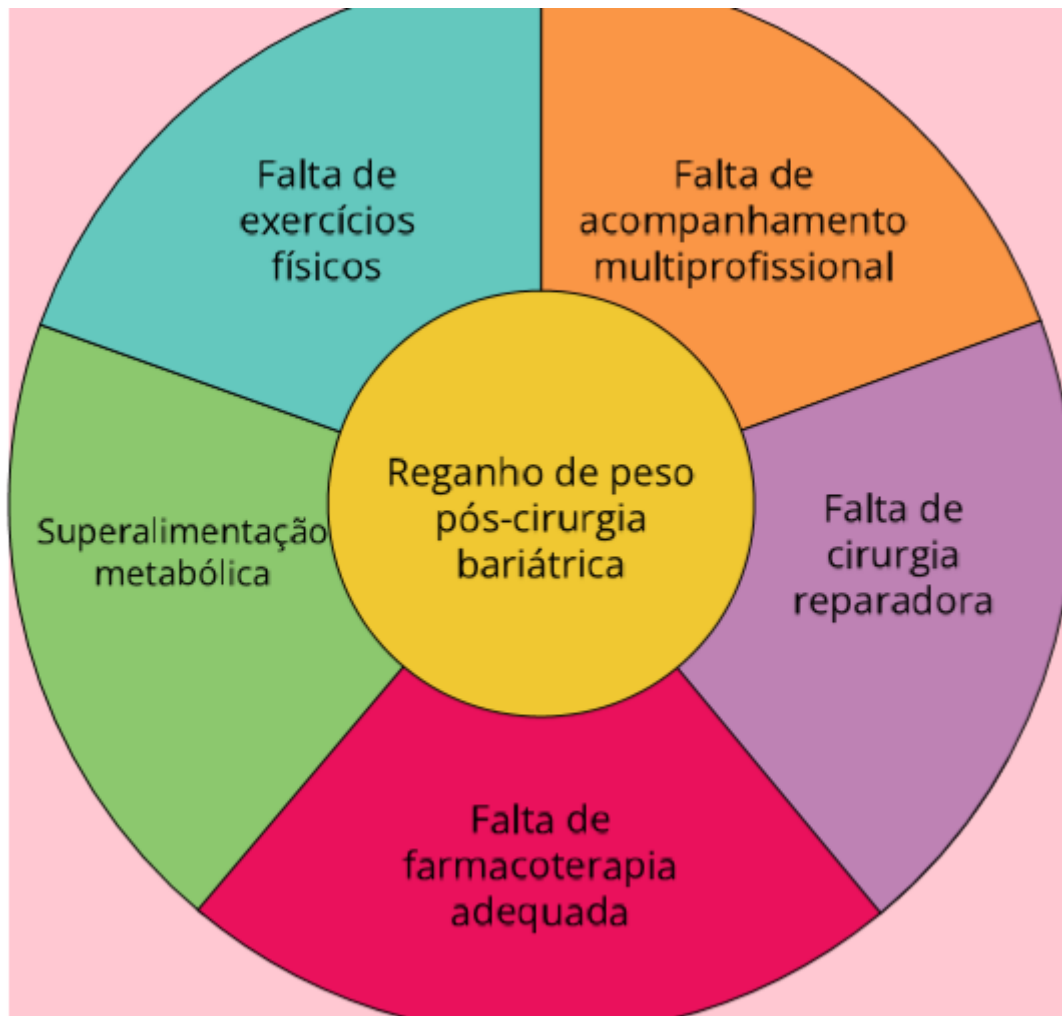 Falta de
exercícios
físicos
Falta de
acompanhamento
multiprofissional
Reganho de peso
pós-cirurgia
bariátrica
Superalimentação
metabólica
Falta de
cirurgia
reparadora
Falta de
farmacoterapia
adequada